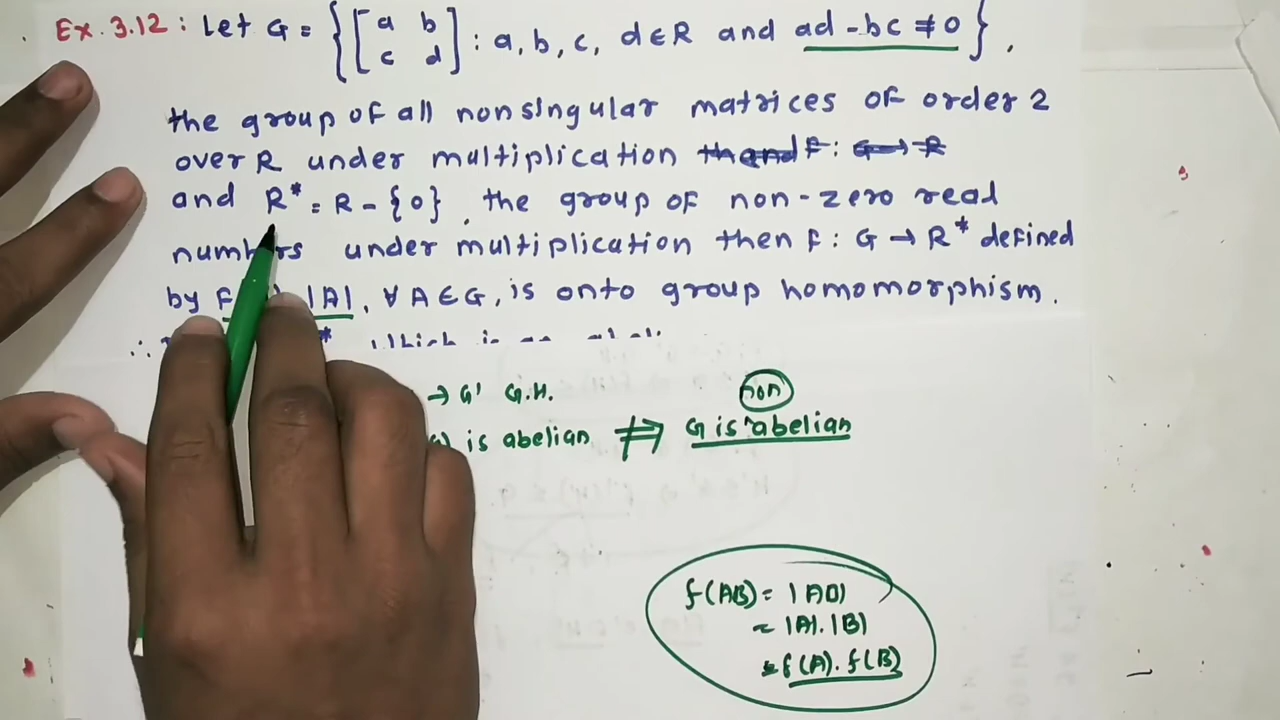 Ex. 3.12 : Let G = { [ a b c d ] : a, b, c, d ∈ R and ad - bc ≠ 0 } ,
the group of all nonsingular matrices of order 2
over R under multiplication
and R* = R - {0} , the group of non-zero read
numbers under multiplication then f : G → R* defined
by |A|, ∀ A ∈ G, is onto group homomorphism.
→ G' G.H.
non
is abelian ⇏ G is abelian
f(AB) = |AB|
= |A|.|B|
= f(A). f(B)